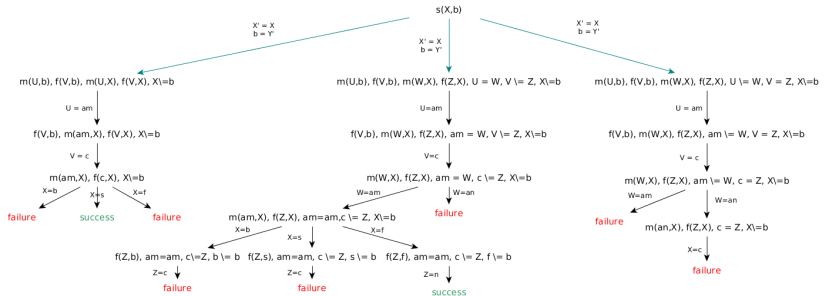 s(X,b)
X' = X
b = Y'
X' = X
b = Y'
X' = X
b = Y'
m(U,b), f(V,b), m(U,X), f(V,X), X\=b
m(U,b), f(V,b), m(W,X), f(Z,X), U = W, V \= Z, X\=b
m(U,b), f(V,b), m(W,X), f(Z,X), U \= W, V = Z, X\=b
U = am
U=am
U = am
f(V,b), m(am,X), f(V,X), X\=b
f(V,b), m(W,X), f(Z,X), am = W, V \= Z, X\=b
f(V,b), m(W,X), f(Z,X), am \= W, V = Z, X\=b
V = c
V=c
V = c
m(am,X), f(c,X), X\=b
m(W,X), f(Z,X), am = W, c \= Z, X\=b
m(W,X), f(Z,X), am \= W, c = Z, X\=b
X=b
X=s
X=f
W=am
W=an
W=am
W=an
failure
success
failure
failure
failure
m(am,X), f(Z,X), am=am,c \= Z, X\=b
m(an,X), f(Z,X), c = Z, X\=b
X=b
X=s
X=f
X=c
f(Z,b), am=am, c\=Z, b \= b
f(Z,s), am=am, c \= Z, s \= b
f(Z,f), am=am, c \= Z, f \= b
failure
Z=c
Z=c
Z=n
failure
failure
success